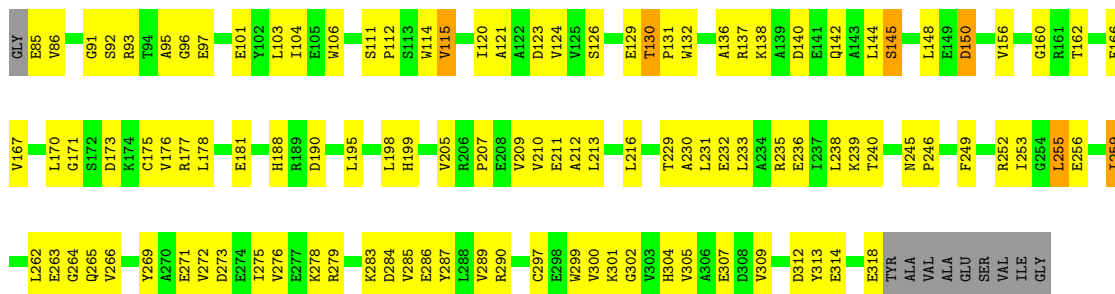 GLY E85 V86 G91 S92 R93 T94 A95 G96 E97 E101 Y102 L103 I104 E105 W106 S111 P112 S113 W114 V115 I120 A121 A122 D123 V124 V125 S126 E129 T130 P131 W132 A136 R137 K138 A139 D140 E141 Q142 A143 L144 S145 L148 E149 D150 V156 G160 R161 T162
V167 L170 G171 S172 D173 K174 C175 V176 R177 L178 E181 H188 R189 D190 L195 L198 H199 V205 R206 P207 E208 V209 V210 E211 A212 L213 L216 T229 A230 L231 E232 L233 A234 R235 E236 I237 L238 K239 T240 N245 P246 F249 R252 I253 G254 L255 E256
L262 E263 G264 Q265 V266 Y269 A270 E271 V272 D273 E274 I275 V276 E277 K278 R279 K283 D284 V285 E286 Y287 L288 V289 R290 C297 E298 W299 V300 K301 G302 V303 H304 V305 A306 E307 D308 V309 D312 Y313 E314 E318 TYR ALA VAL ALA GLU SER VAL ILE GLY